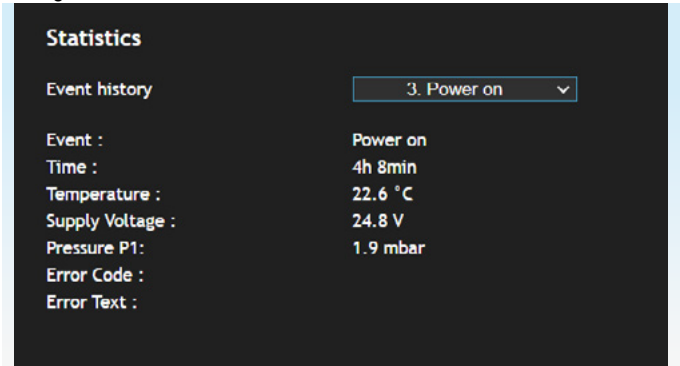 Statistics
Event history 3. Power on
Event : Power on
Time : 4h 8min
Temperature : 22.6 °C
Supply Voltage : 24.8 V
Pressure P1: 1.9 mbar
Error Code :
Error Text :